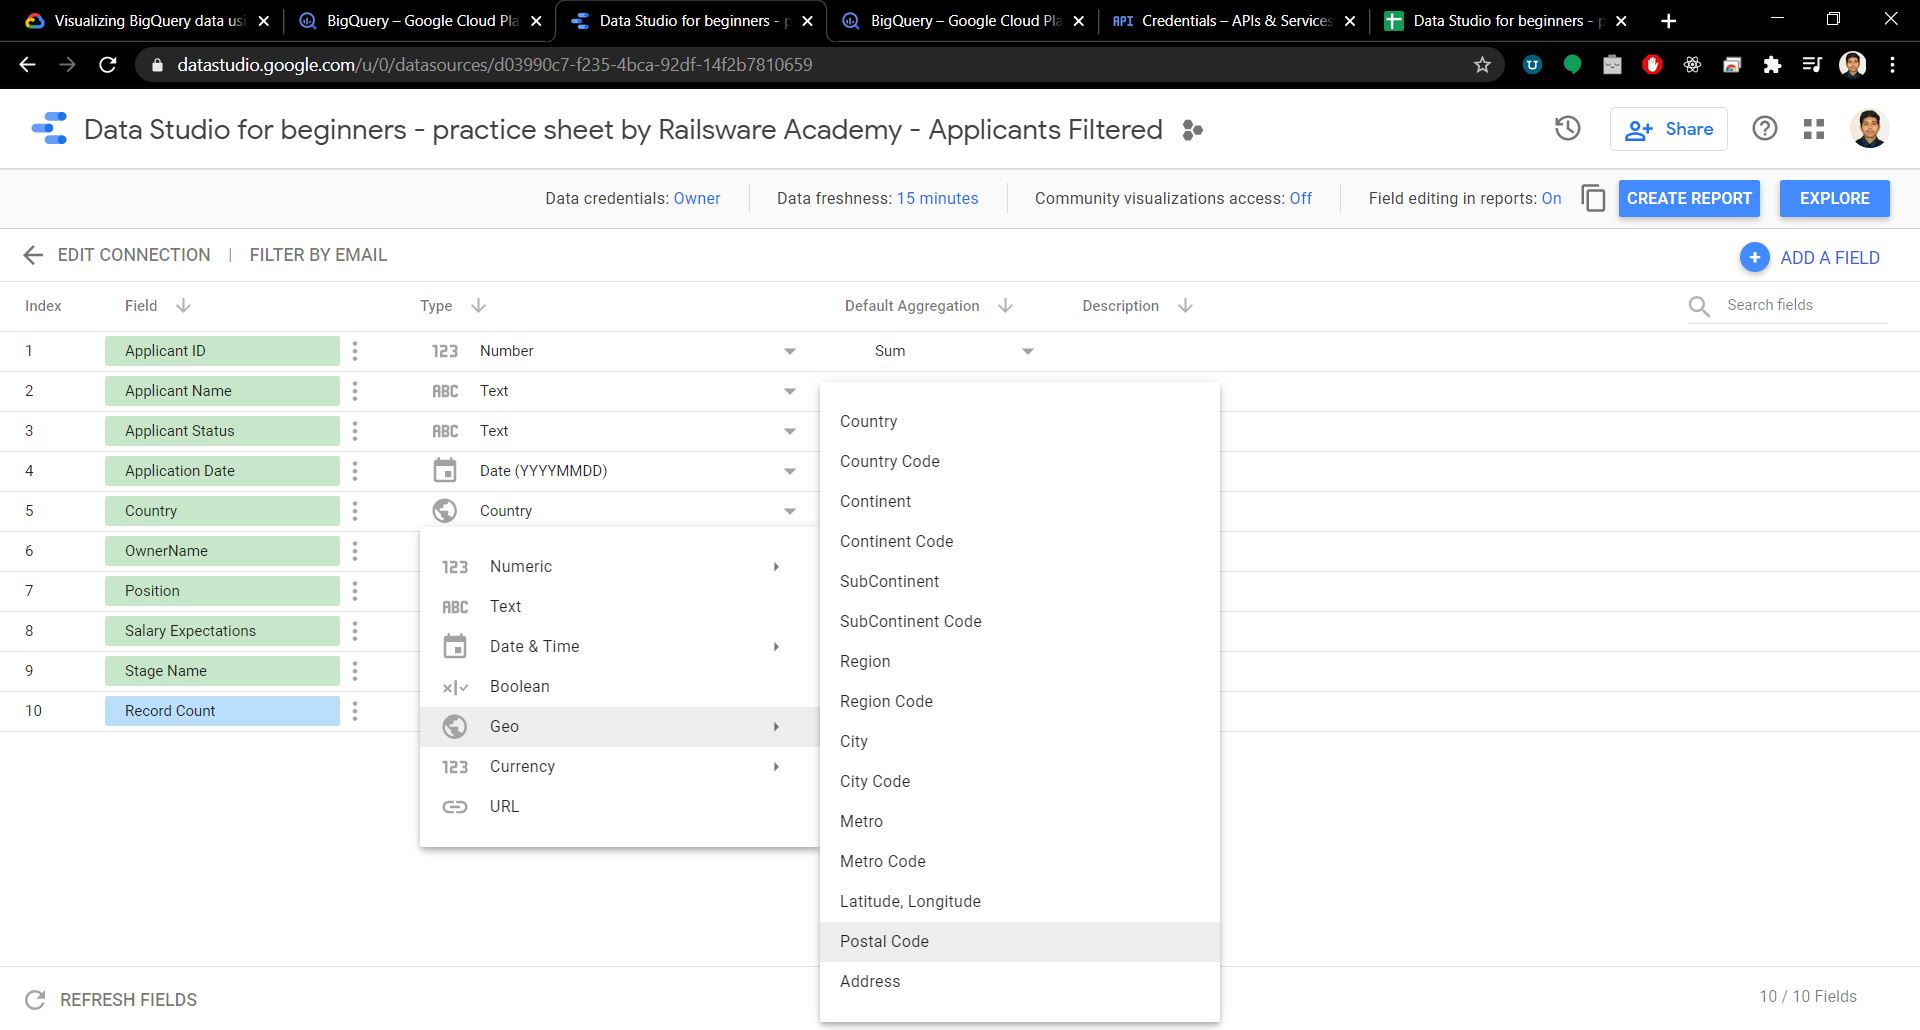 Visualizing BigQuery data usi
BigQuery – Google Cloud Pla
Data Studio for beginners - p
BigQuery – Google Cloud Pla
API Credentials – APIs & Services
Data Studio for beginners - p
datastudio.google.com/u/0/datasources/d03990c7-f235-4bca-92df-14f2b7810659
Data Studio for beginners - practice sheet by Railsware Academy - Applicants Filtered
Share
Data credentials: Owner
Data freshness: 15 minutes
Community visualizations access: Off
Field editing in reports: On
CREATE REPORT
EXPLORE
EDIT CONNECTION | FILTER BY EMAIL
ADD A FIELD
Index Field Type Default Aggregation Description Search fields
1 Applicant ID 123 Number Sum
2 Applicant Name ABC Text
3 Applicant Status ABC Text
4 Application Date Date (YYYYMMDD)
5 Country Country
6 OwnerName
7 Position
8 Salary Expectations
9 Stage Name
10 Record Count
123 Numeric
ABC Text
Date & Time
Boolean
Geo
123 Currency
URL
Country
Country Code
Continent
Continent Code
SubContinent
SubContinent Code
Region
Region Code
City
City Code
Metro
Metro Code
Latitude, Longitude
Postal Code
Address
REFRESH FIELDS
10 / 10 Fields